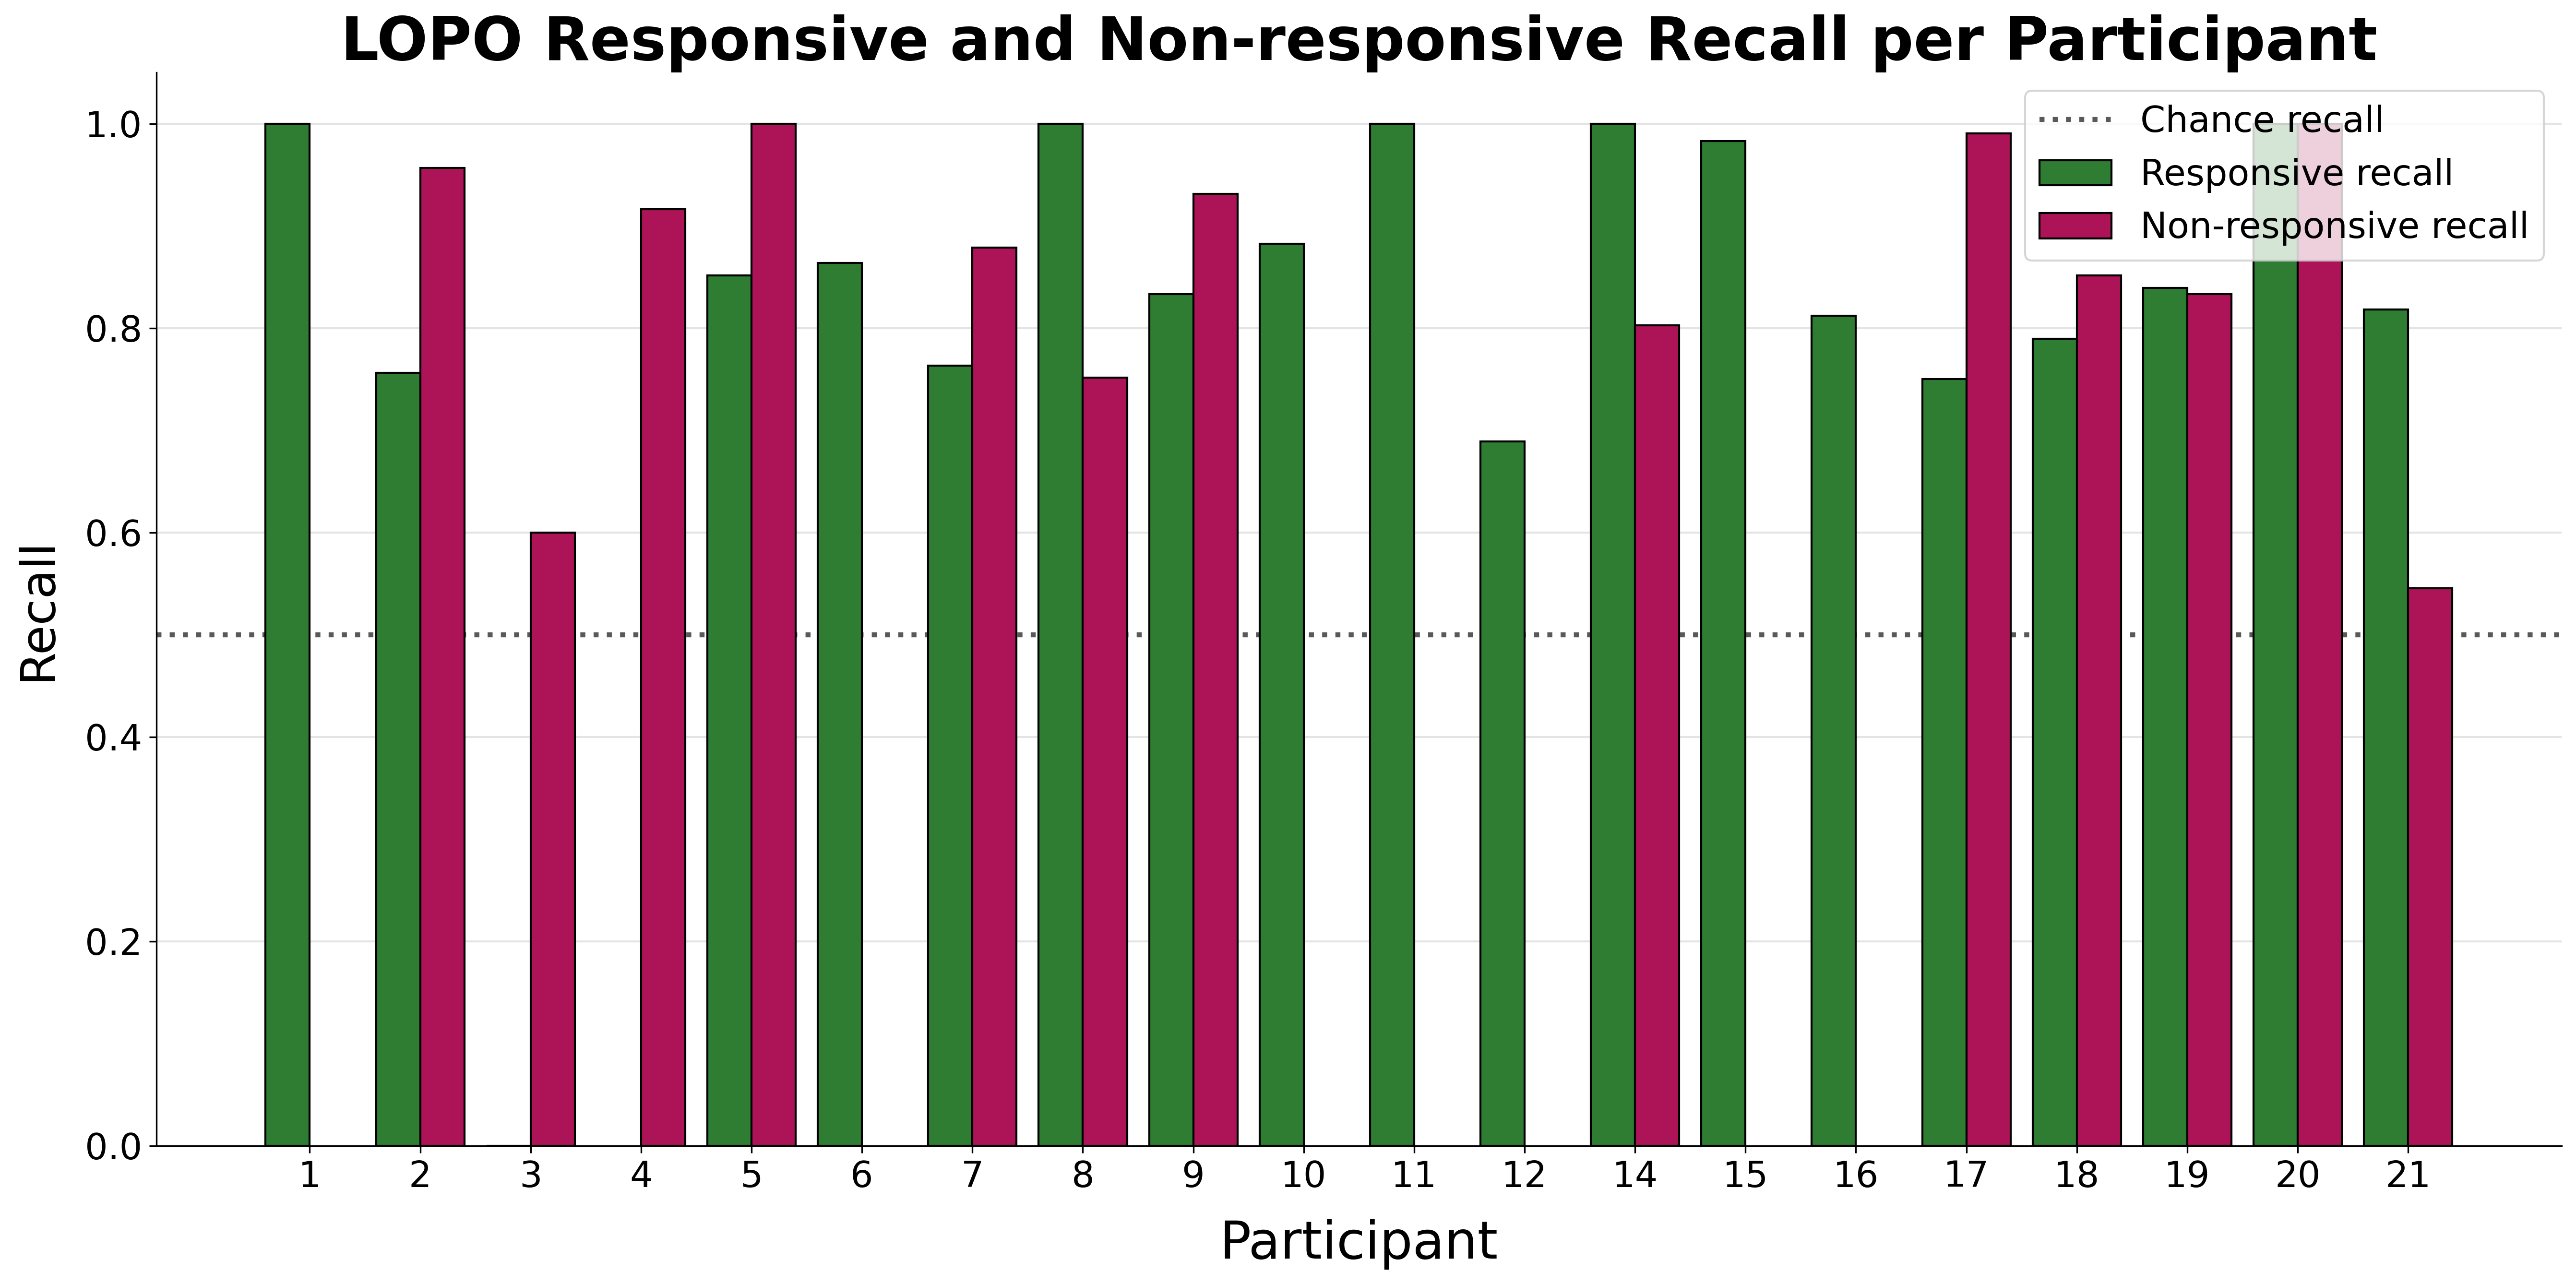 LOPO Responsive and Non-responsive Recall per Participant
Chance recall
Responsive recall
Non-responsive recall
Recall
1.0
0.8
0.6
0.4
0.2
0.0
1 2 3 4 5 6 7 8 9 10 11 12 14 15 16 17 18 19 20 21
Participant